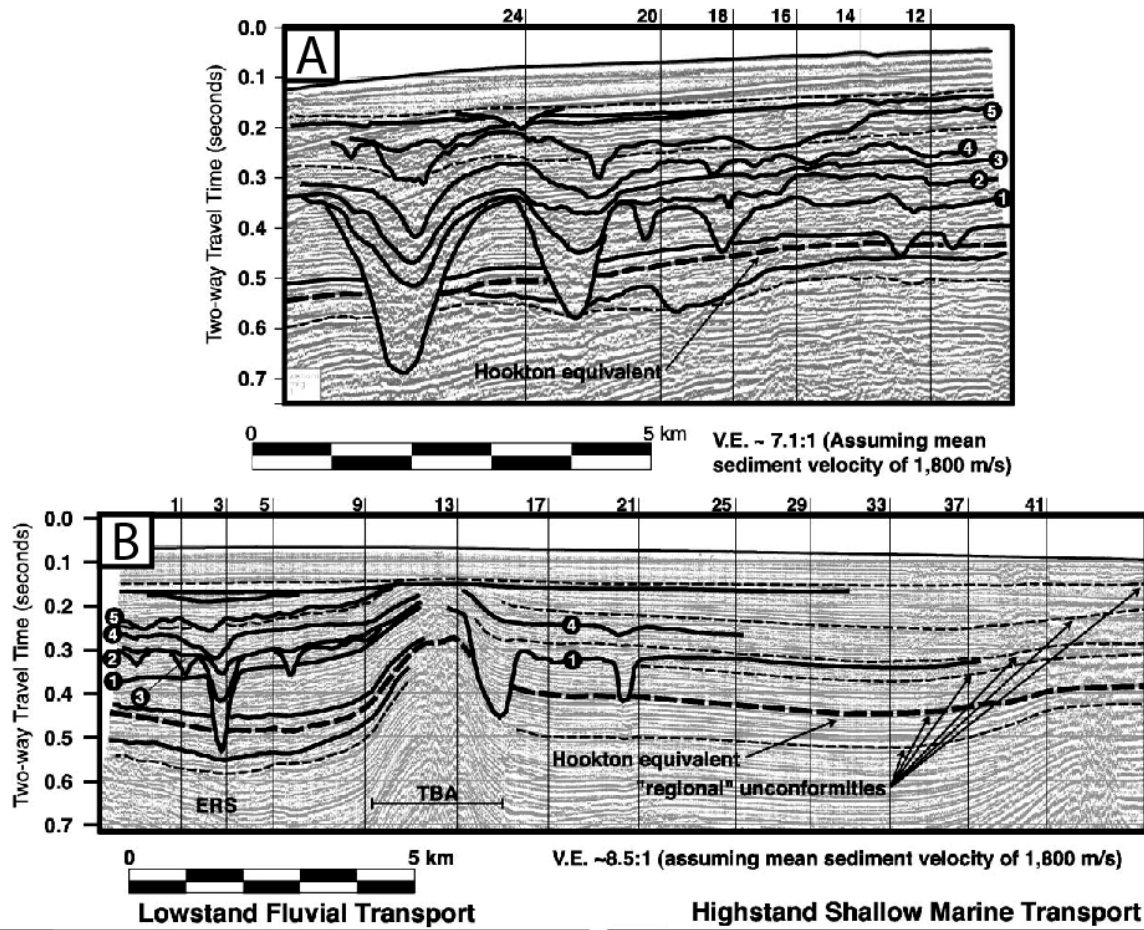 24 20 18 16 14 12
A
Two-way Travel Time (seconds)
0.0
0.1
0.2
0.3
0.4
0.5
0.6
0.7
5
4
3
2
1
Hookton equivalent
0 5 km
V.E. ~ 7.1:1 (Assuming mean
sediment velocity of 1,800 m/s)
1 3 5 9 13 17 21 25 29 33 37 41
B
Two-way Travel Time (seconds)
0.0
0.1
0.2
0.3
0.4
0.5
0.6
0.7
5
4
2
1
3
4
1
Hookton equivalent
"regional" unconformities
ERS
TBA
0 5 km
V.E. ~8.5:1 (assuming mean sediment velocity of 1,800 m/s)
Lowstand Fluvial Transport
Highstand Shallow Marine Transport